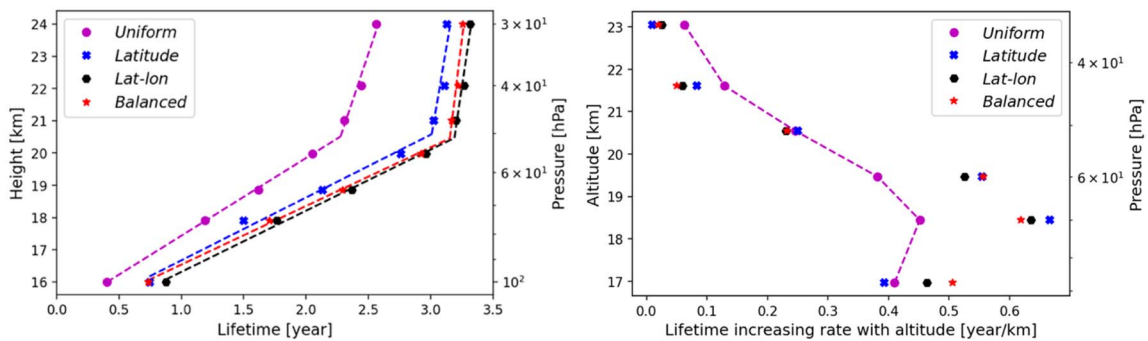 Uniform
Latitude
Lat-lon
Balanced
24
23
22
21
20
19
18
17
16
Height [km]
0.0 0.5 1.0 1.5 2.0 2.5 3.0 3.5
Lifetime [year]
3 × 10¹
4 × 10¹
6 × 10¹
10²
Pressure [hPa]
Uniform
Latitude
Lat-lon
Balanced
23
22
21
20
19
18
17
Altitude [km]
0.0 0.1 0.2 0.3 0.4 0.5 0.6
Lifetime increasing rate with altitude [year/km]
4 × 10¹
6 × 10¹
Pressure [hPa]